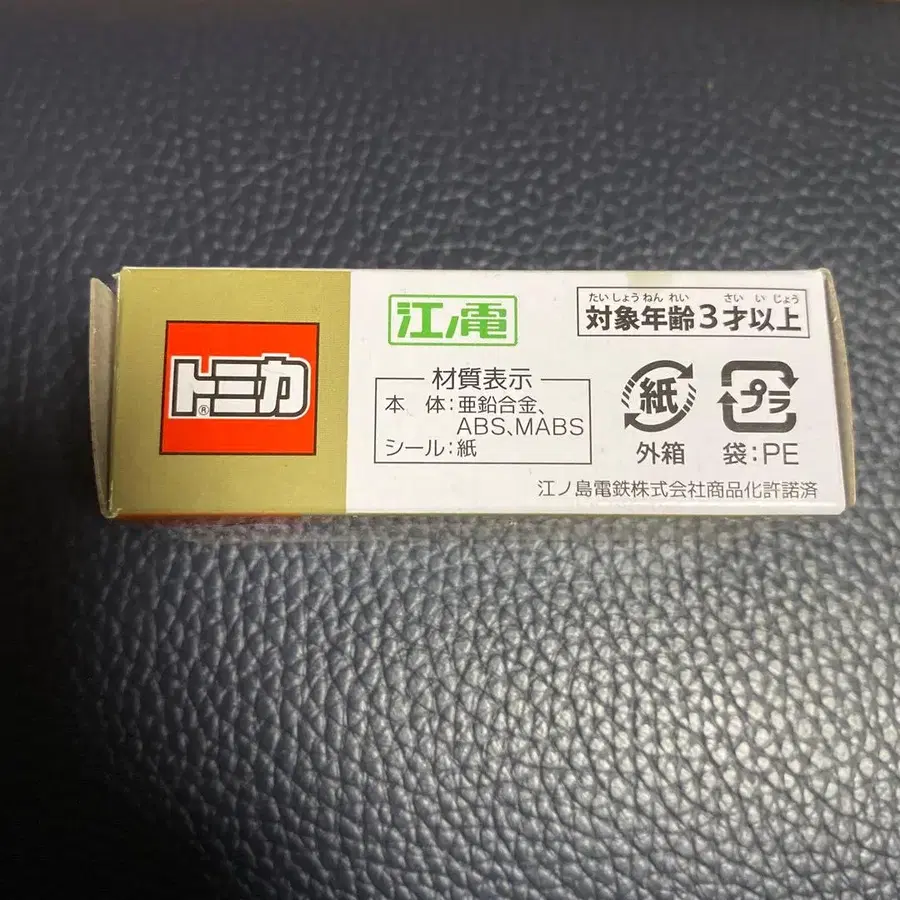 トミカ®
江ノ電
たいしょうねんれい さいいじょう
対象年齢3才以上
材質表示
本 体:亜鉛合金、
ABS、MABS
シール:紙
紙
外箱
プラ
袋:PE
江ノ島電鉄株式会社商品化許諾済